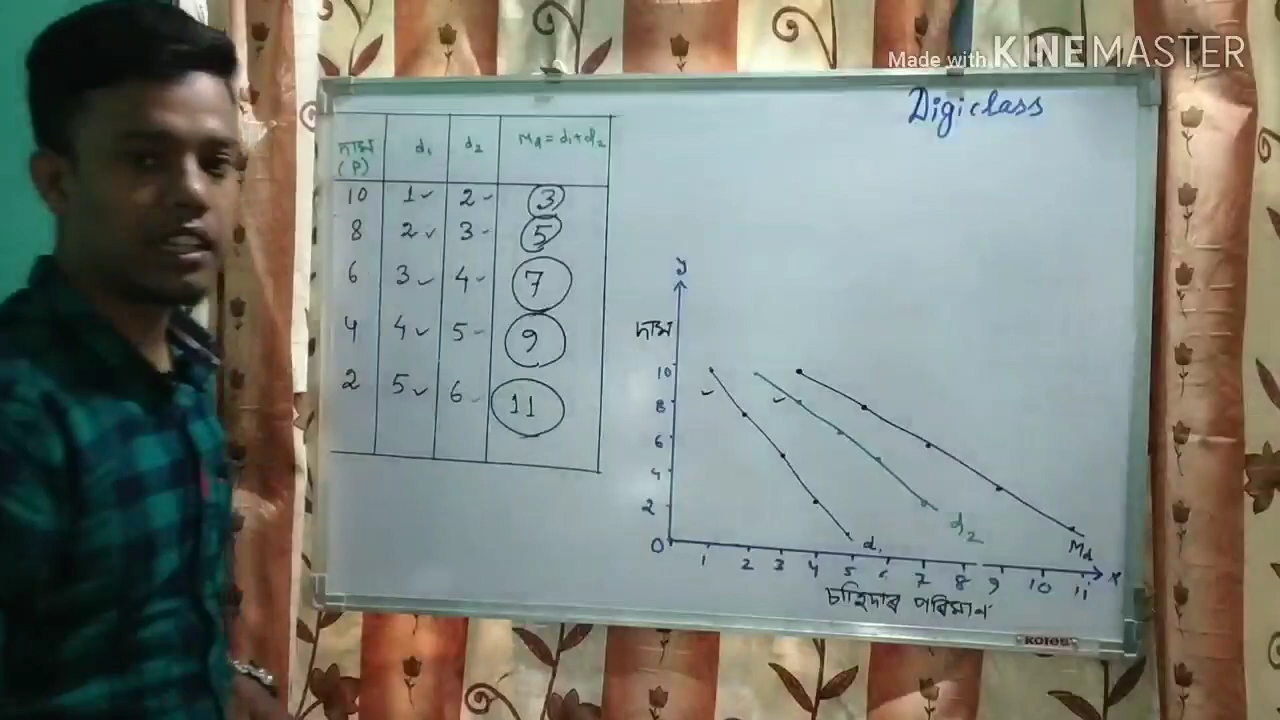 Made with KINEMASTER
Digiclass
দাম (P) d₁ d₂ Md = d₁+d₂
10 1 2 3
8 2 3 5
6 3 4 7
4 4 5 9
2 5 6 11
y
দাম
10
8
6
4
2
0
d₁ d₂ Md
1 2 3 4 5 6 7 8 9 10 11 x
চাহিদাৰ পৰিমান
KOLOS